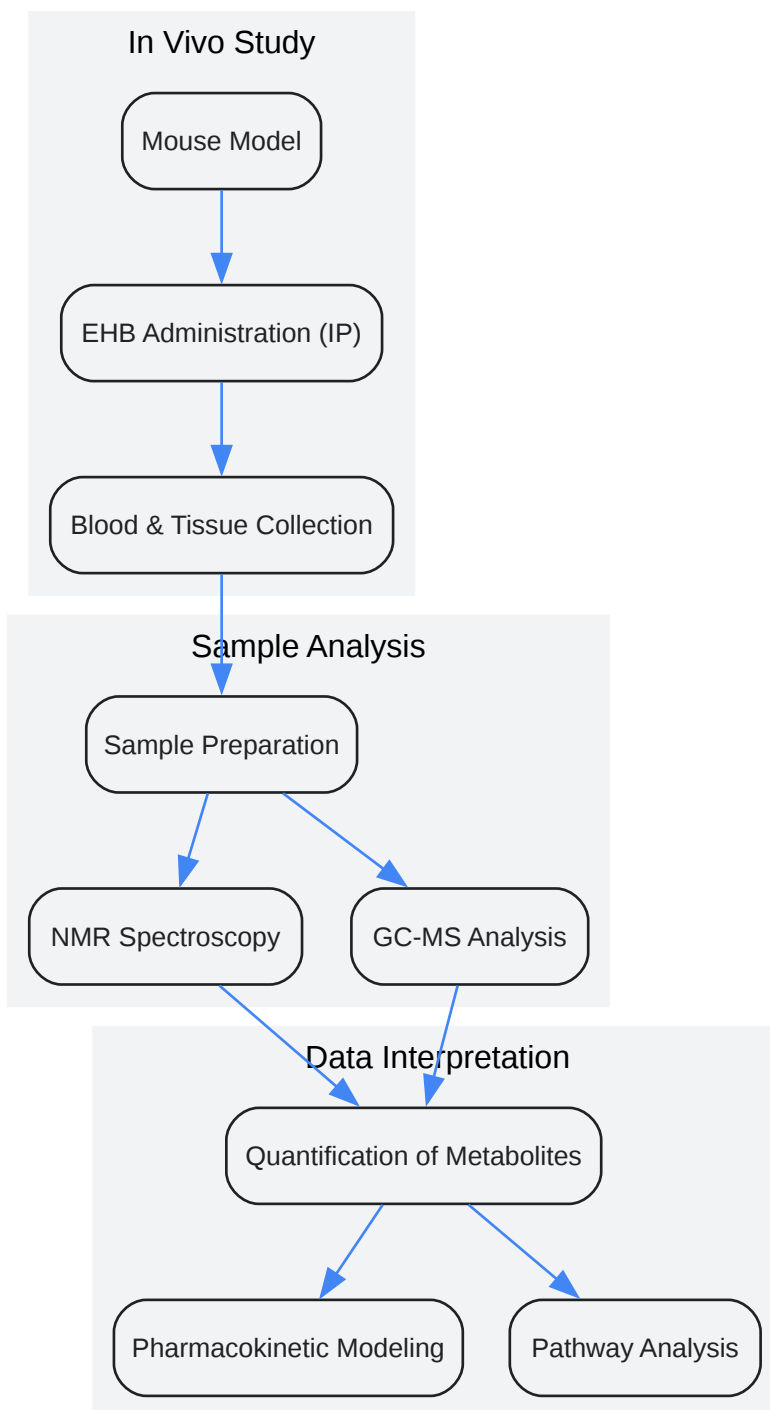 In Vivo Study
Mouse Model
EHB Administration (IP)
Blood & Tissue Collection
Sample Analysis
Sample Preparation
NMR Spectroscopy
GC-MS Analysis
Data Interpretation
Quantification of Metabolites
Pharmacokinetic Modeling
Pathway Analysis